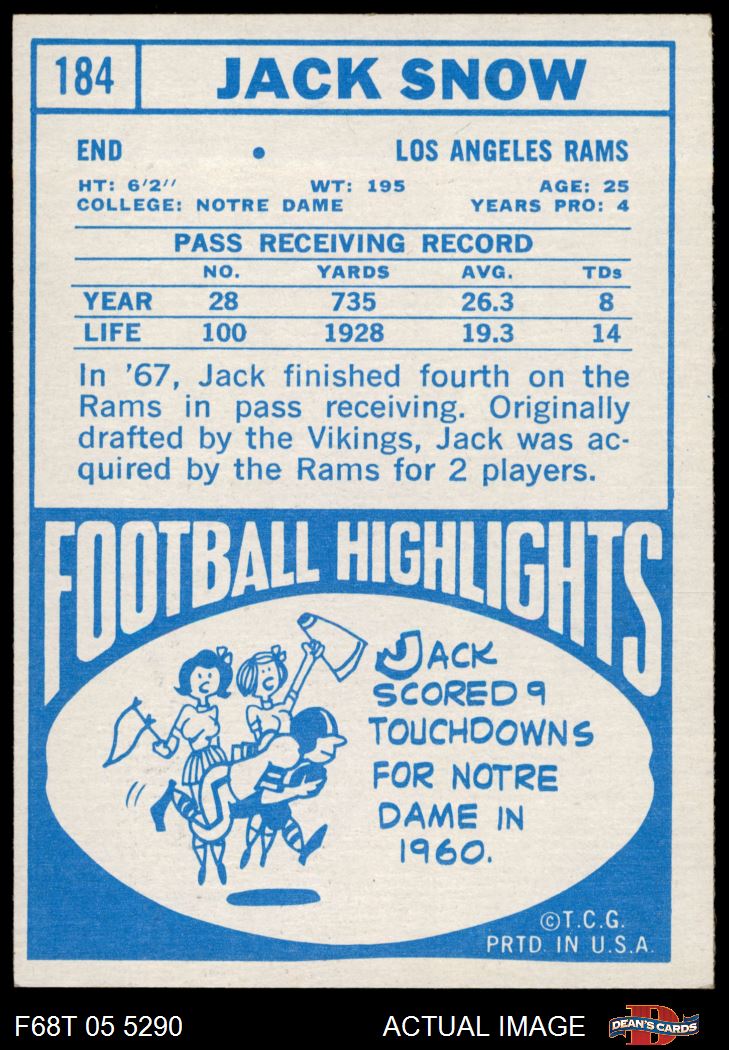 184 JACK SNOW
END • LOS ANGELES RAMS
HT: 6'2'' WT: 195 AGE: 25
COLLEGE: NOTRE DAME YEARS PRO: 4
PASS RECEIVING RECORD
NO. YARDS AVG. TDs
YEAR 28 735 26.3 8
LIFE 100 1928 19.3 14
In '67, Jack finished fourth on the
Rams in pass receiving. Originally
drafted by the Vikings, Jack was ac-
quired by the Rams for 2 players.
FOOTBALL HIGHLIGHTS
JACK
SCORED 9
TOUCHDOWNS
FOR NOTRE
DAME IN
1960.
©T.C.G.
PRTD. IN U.S.A.
F68T 05 5290 ACTUAL IMAGE DEAN'S CARDS